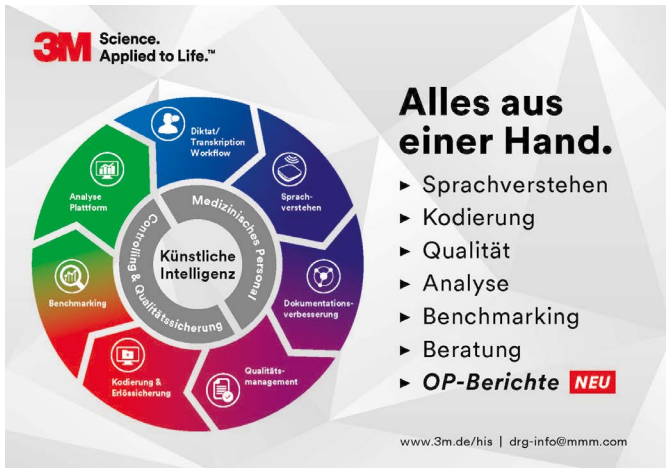 3M
Science.
Applied to Life.™
Alles aus
einer Hand.
► Sprachverstehen
► Kodierung
► Qualität
► Analyse
► Benchmarking
► Beratung
► OP-Berichte NEU
www.3m.de/his | drg-info@mmm.com
Diktat/
Transkription
Workflow
Sprach-
verstehen
Dokumentations-
verbesserung
Qualitäts-
management
Kodierung &
Erlössicherung
Benchmarking
Analyse
Plattform
Medizinisches Personal
Controlling & Qualitätssicherung
Künstliche
Intelligenz